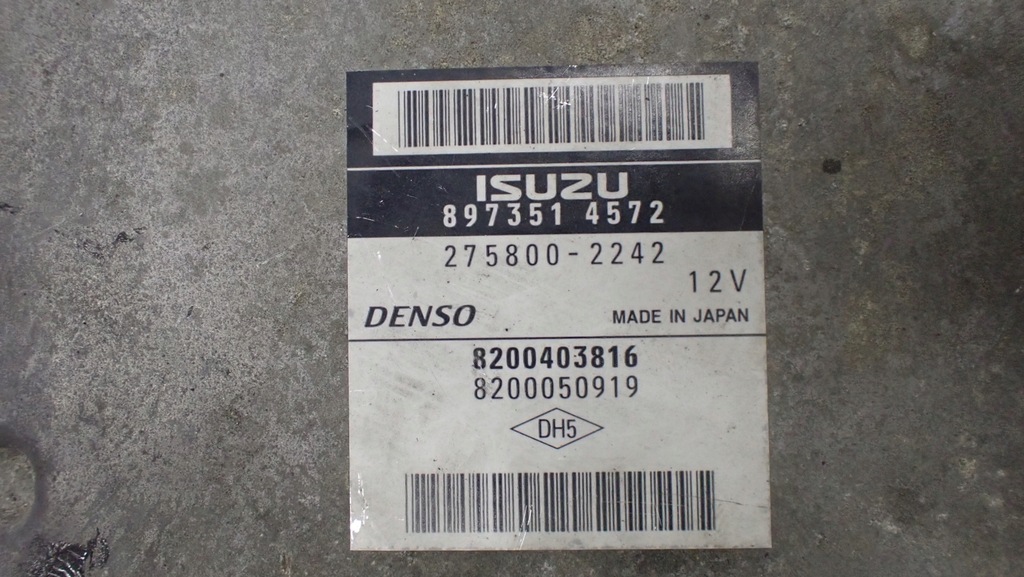 ISUZU
897351 4572
275800-2242
12V
DENSO
MADE IN JAPAN
8200403816
8200050919
DH5